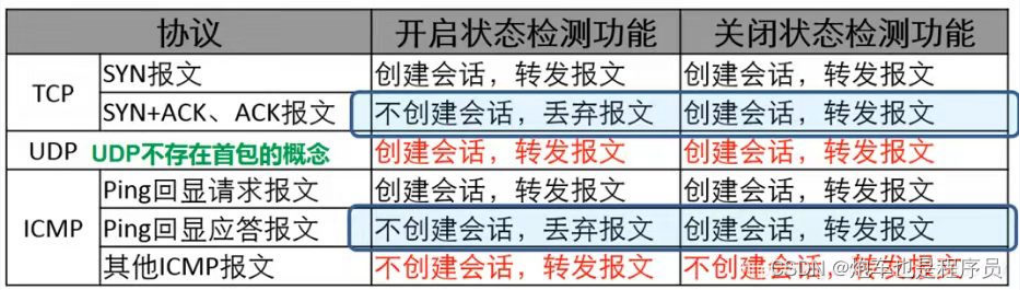 协议 开启状态检测功能 关闭状态检测功能
TCP SYN报文 创建会话，转发报文 创建会话，转发报文
SYN+ACK、ACK报文 不创建会话，丢弃报文 创建会话，转发报文
UDP UDP不存在首包的概念 创建会话，转发报文 创建会话，转发报文
ICMP Ping回显请求报文 创建会话，转发报文 创建会话，转发报文
Ping回显应答报文 不创建会话，丢弃报文 创建会话，转发报文
其他ICMP报文 不创建会话，转发报文 不创建会话，转发报文
CSDN @炮车也是程序员